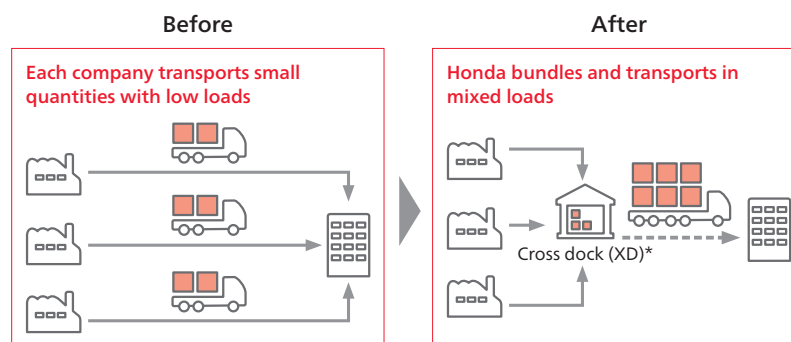 Before
Each company transports small
quantities with low loads
After
Honda bundles and transports in
mixed loads
Cross dock (XD)*